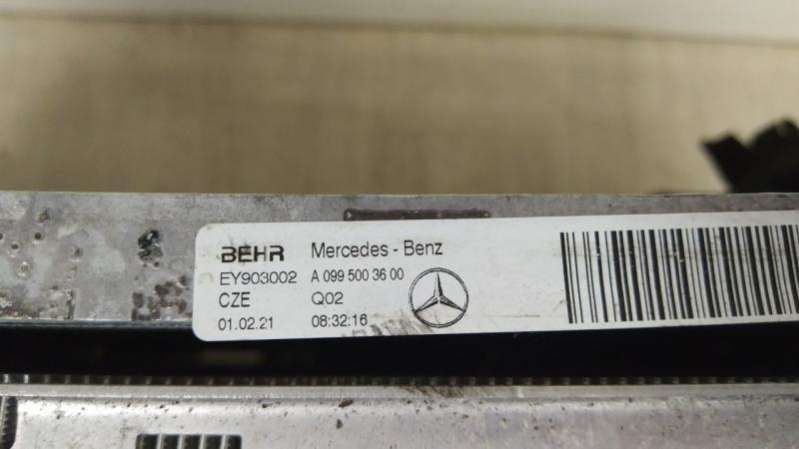 BEHR Mercedes - Benz
EY903002 A 099 500 36 00
CZE Q02
01.02.21 08:32:16